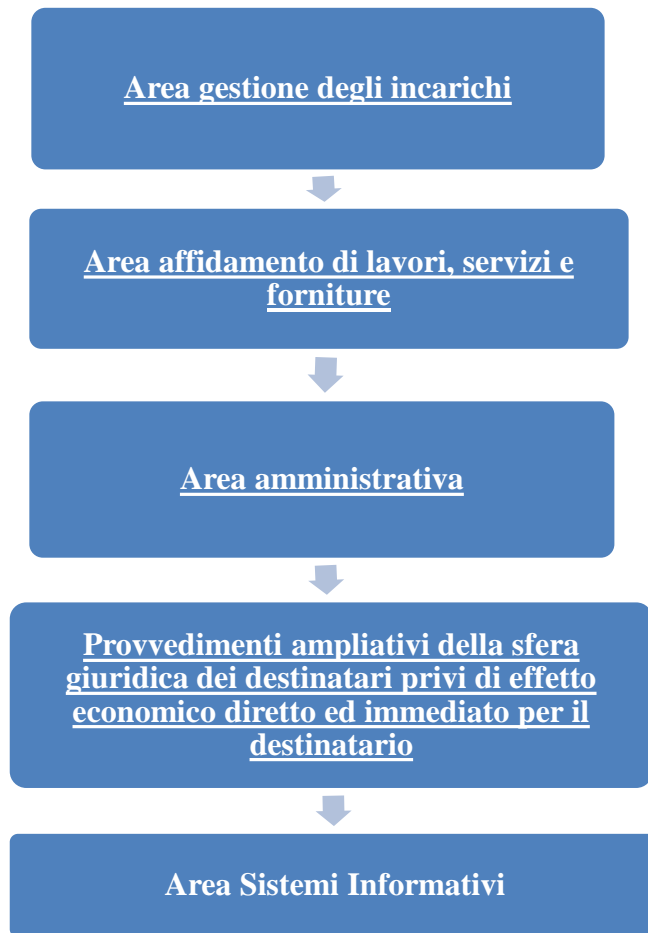 Area gestione degli incarichi
Area affidamento di lavori, servizi e
forniture
Area amministrativa
Provvedimenti ampliativi della sfera
giuridica dei destinatari privi di effetto
economico diretto ed immediato per il
destinatario
Area Sistemi Informativi